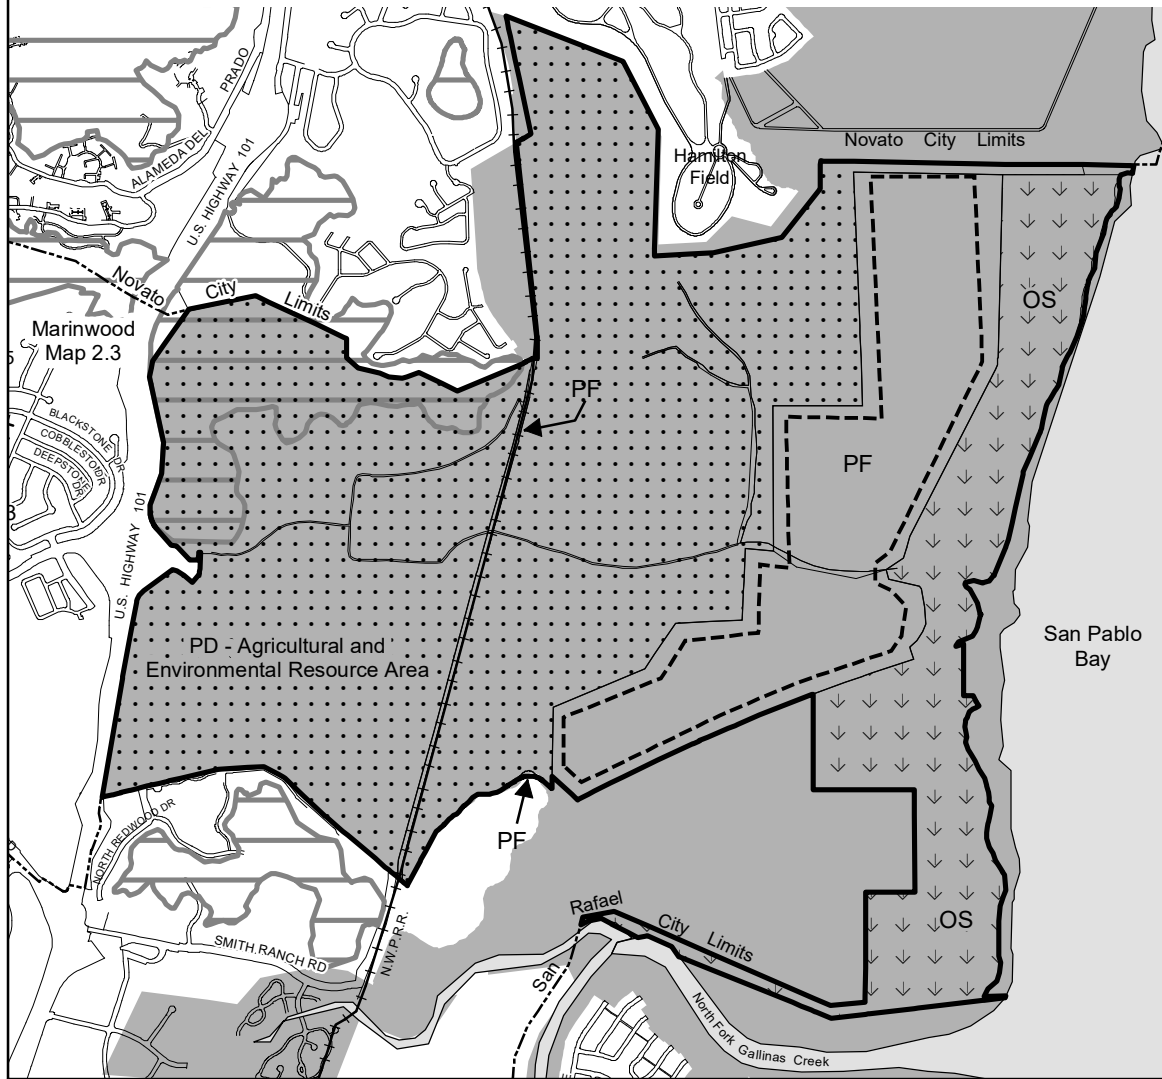 PRADO
ALAMEDA DEL
U.S. HIGHWAY 101
Novato City Limits
Hamilton
Field
Novato City Limits
OS
Marinwood
Map 2.3
5
PF
BLACKSTONE DR
COBBLESTONE DR
DEEPSTONE DR
PF
3
U.S. HIGHWAY 101
PD - Agricultural and
Environmental Resource Area
San Pablo
Bay
NORTH REDWOOD DR
PF
San Rafael City Limits
OS
SMITH RANCH RD
N.W.P.R.R.
North Fork Gallinas Creek